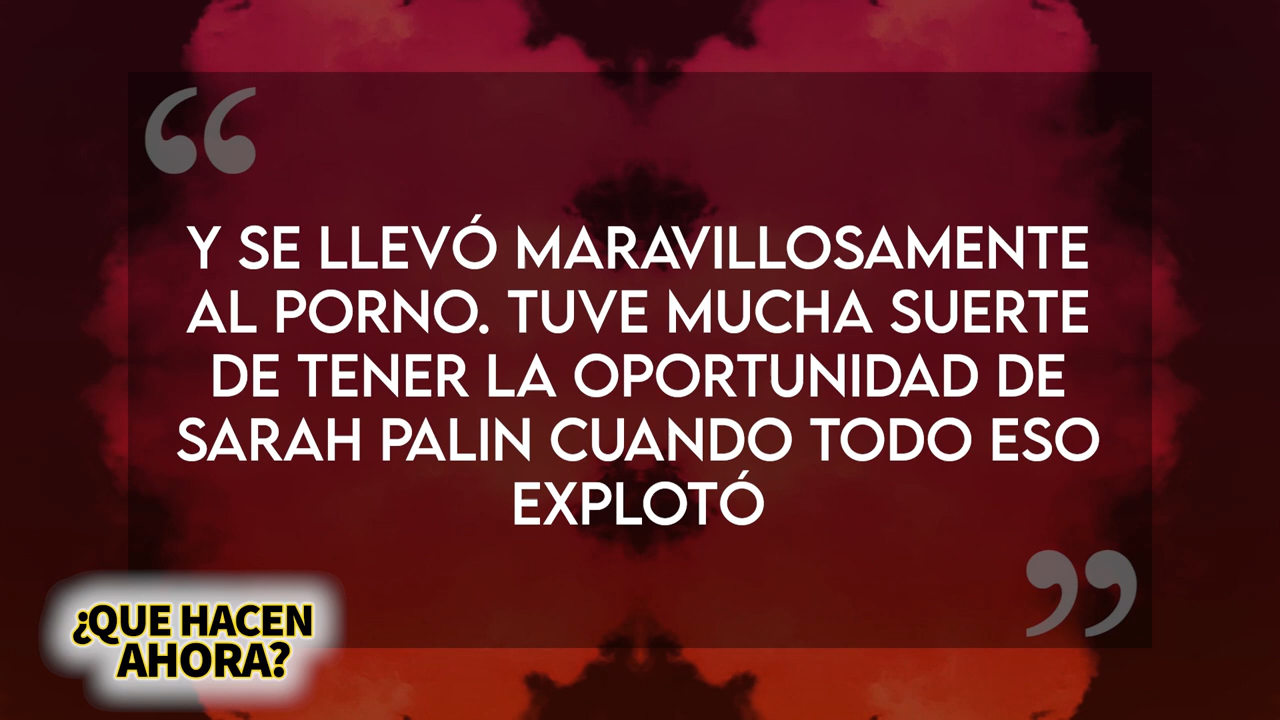 “
Y SE LLEVÓ MARAVILLOSAMENTE
AL PORNO. TUVE MUCHA SUERTE
DE TENER LA OPORTUNIDAD DE
SARAH PALIN CUANDO TODO ESO
EXPLOTÓ
”
¿QUE HACEN
AHORA?